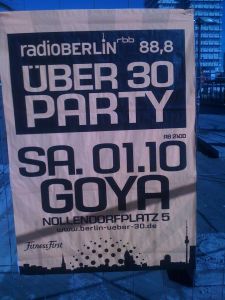 radioBERLIN rbb 88,8
ÜBER 30
PARTY
AB 21:00
SA. 01.10
GOYA
NOLLENDORFPLATZ 5
www.berlin-ueber-30.de
fitness first